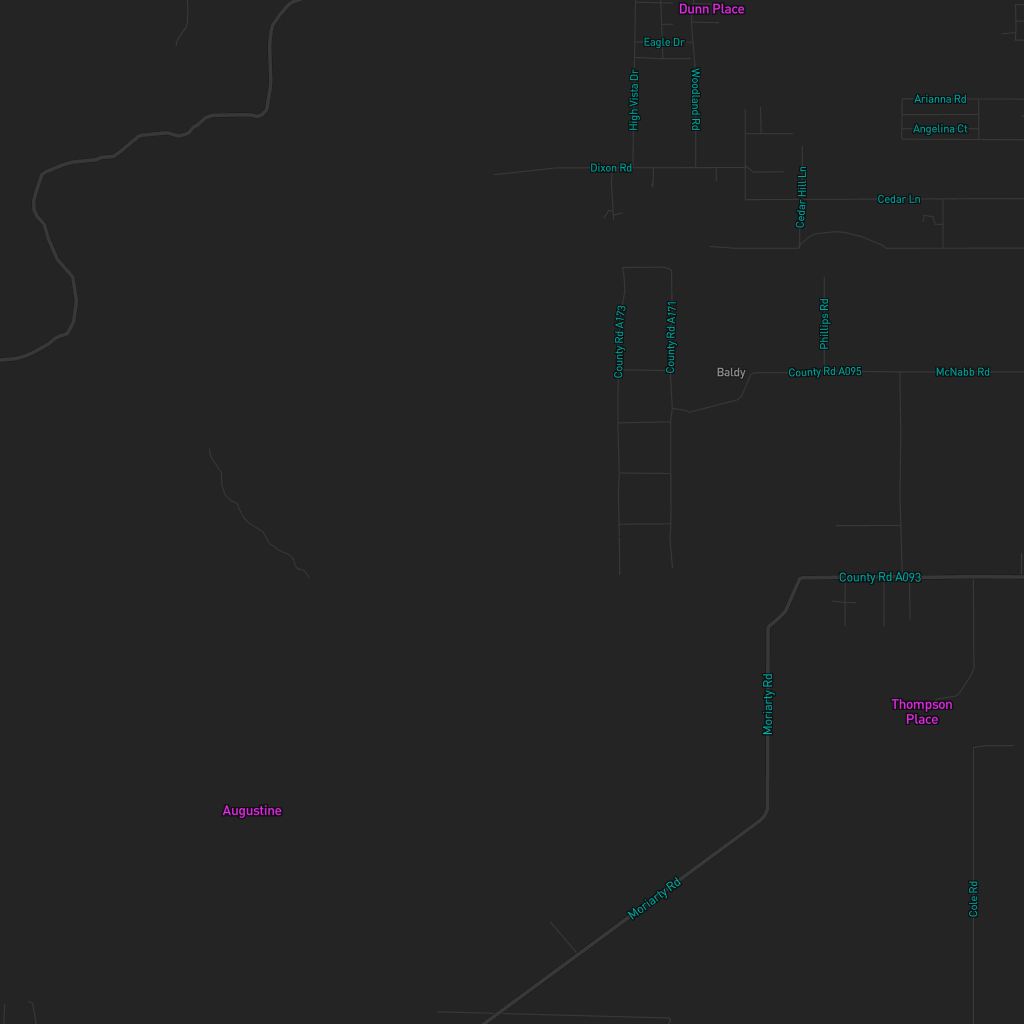 Dunn Place
Eagle Dr
High Vista Dr
Woodland Rd
Arianna Rd
Angelina Ct
Dixon Rd
Cedar Hill Ln
Cedar Ln
County Rd A173
County Rd A171
Phillips Rd
Baldy
County Rd A095
McNabb Rd
County Rd A093
Moriarty Rd
Thompson
Place
Augustine
Moriarty Rd
Cole Rd